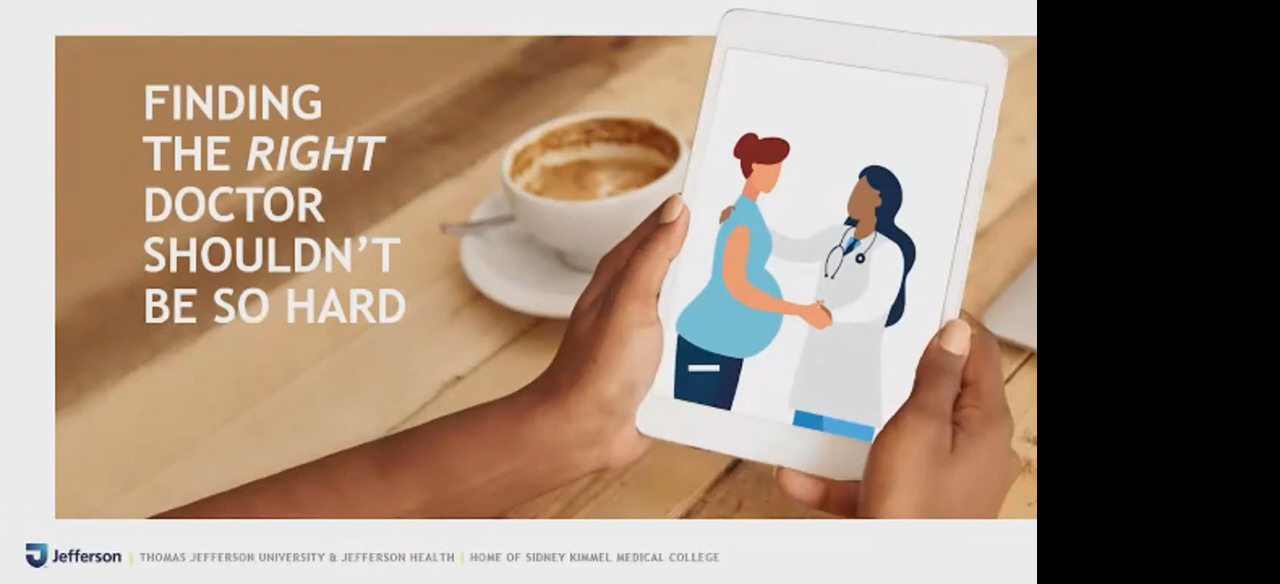 FINDING
THE RIGHT
DOCTOR
SHOULDN'T
BE SO HARD
Jefferson | THOMAS JEFFERSON UNIVERSITY & JEFFERSON HEALTH | HOME OF SIDNEY KIMMEL MEDICAL COLLEGE